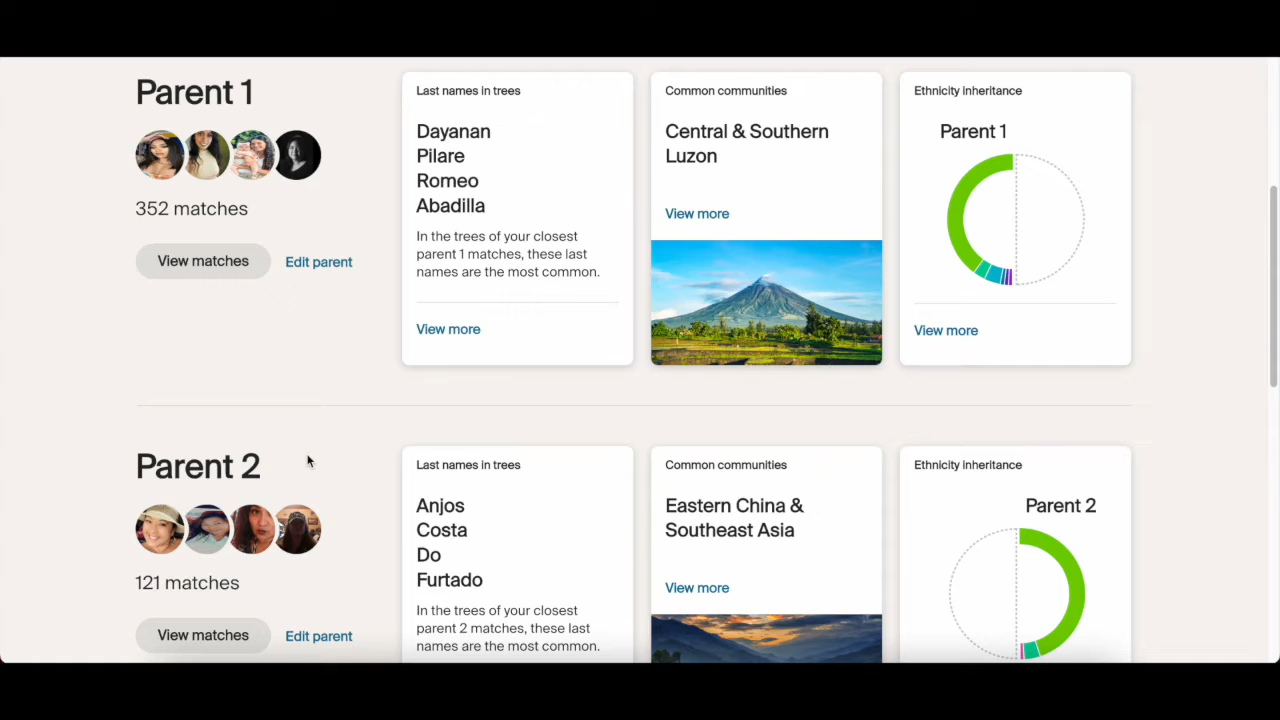 Parent 1
352 matches
View matches
Edit parent
Last names in trees
Dayanan
Pilare
Romeo
Abadilla
In the trees of your closest
parent 1 matches, these last
names are the most common.
View more
Common communities
Central & Southern
Luzon
View more
Ethnicity inheritance
Parent 1
View more
Parent 2
121 matches
View matches
Edit parent
Last names in trees
Anjos
Costa
Do
Furtado
In the trees of your closest
parent 2 matches, these last
names are the most common.
Common communities
Eastern China &
Southeast Asia
View more
Ethnicity inheritance
Parent 2